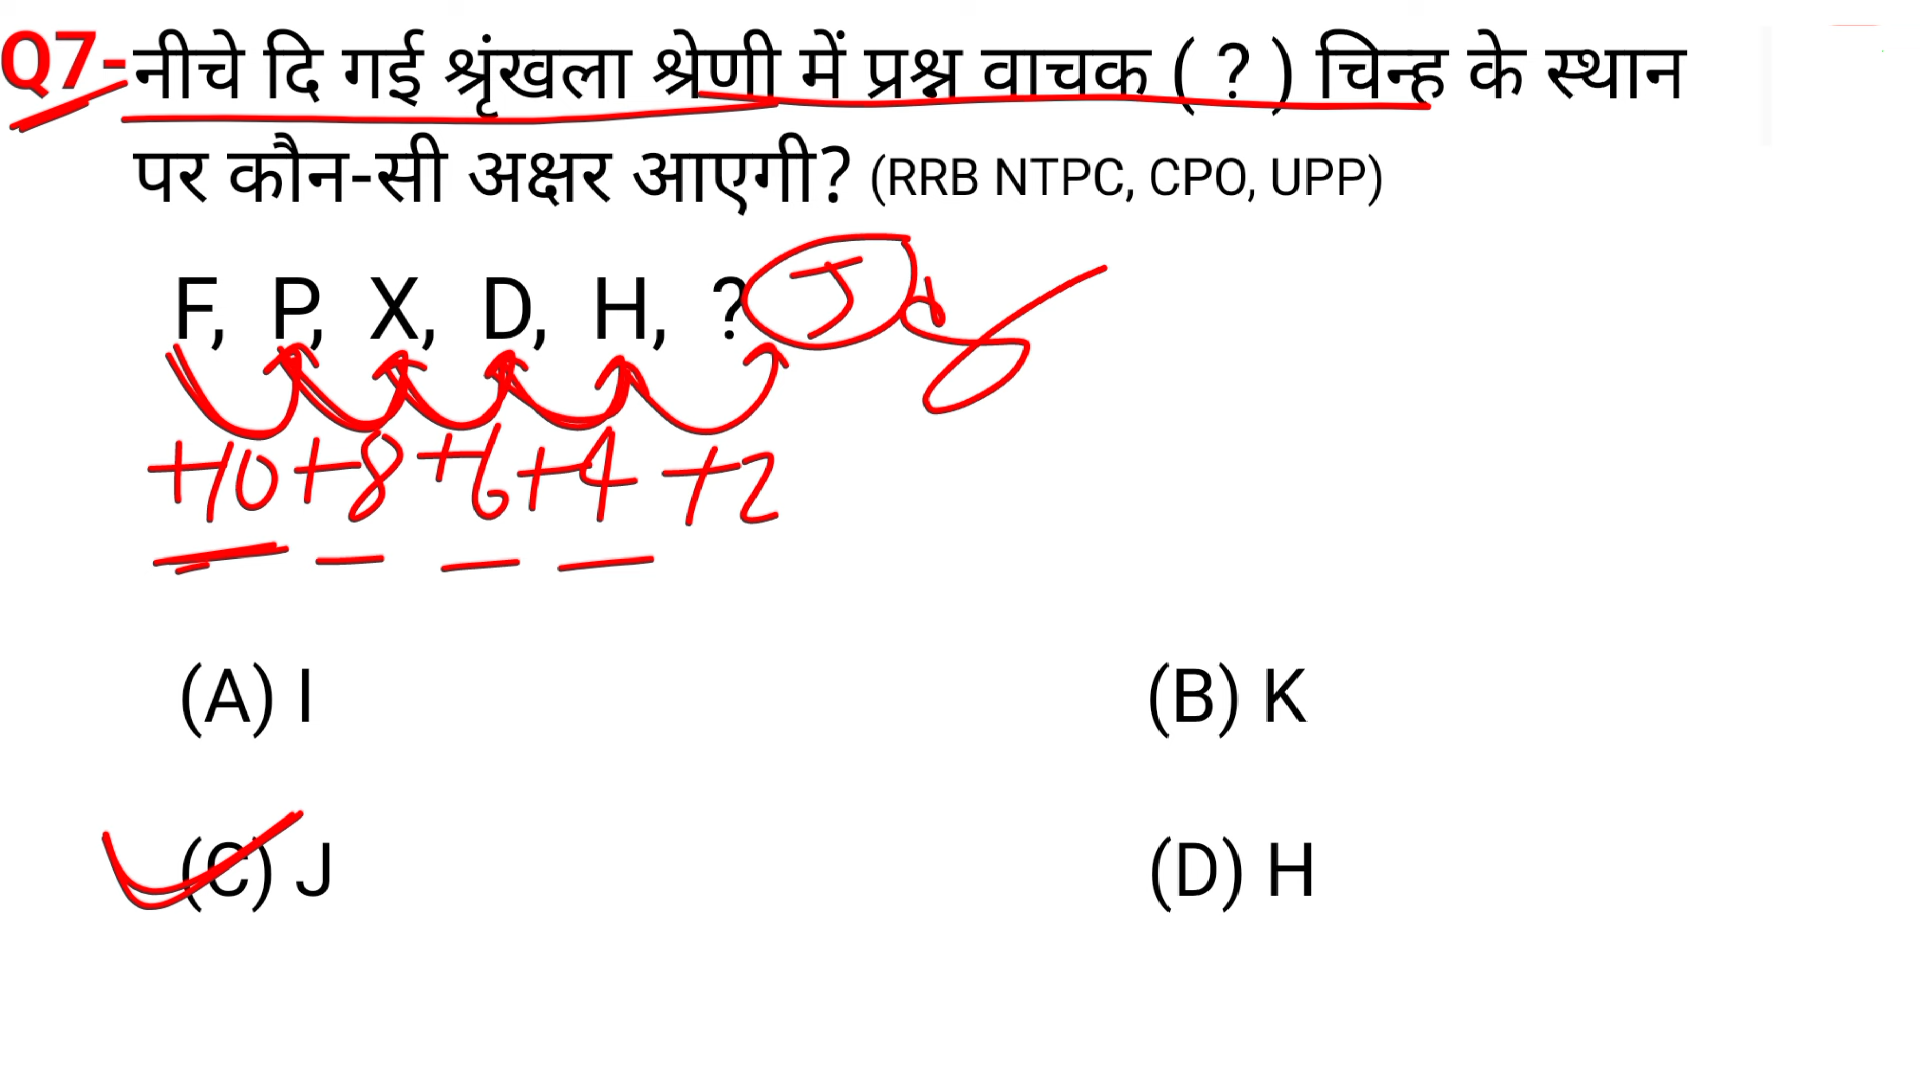 Q7-नीचे दि गई श्रृंखला श्रेणी में प्रश्न वाचक ( ? ) चिन्ह के स्थान
पर कौन-सी अक्षर आएगी? (RRB NTPC, CPO, UPP)
F, P, X, D, H, ? J
+10 +8 +6 +4 +2
(A) I (B) K
(C) J (D) H